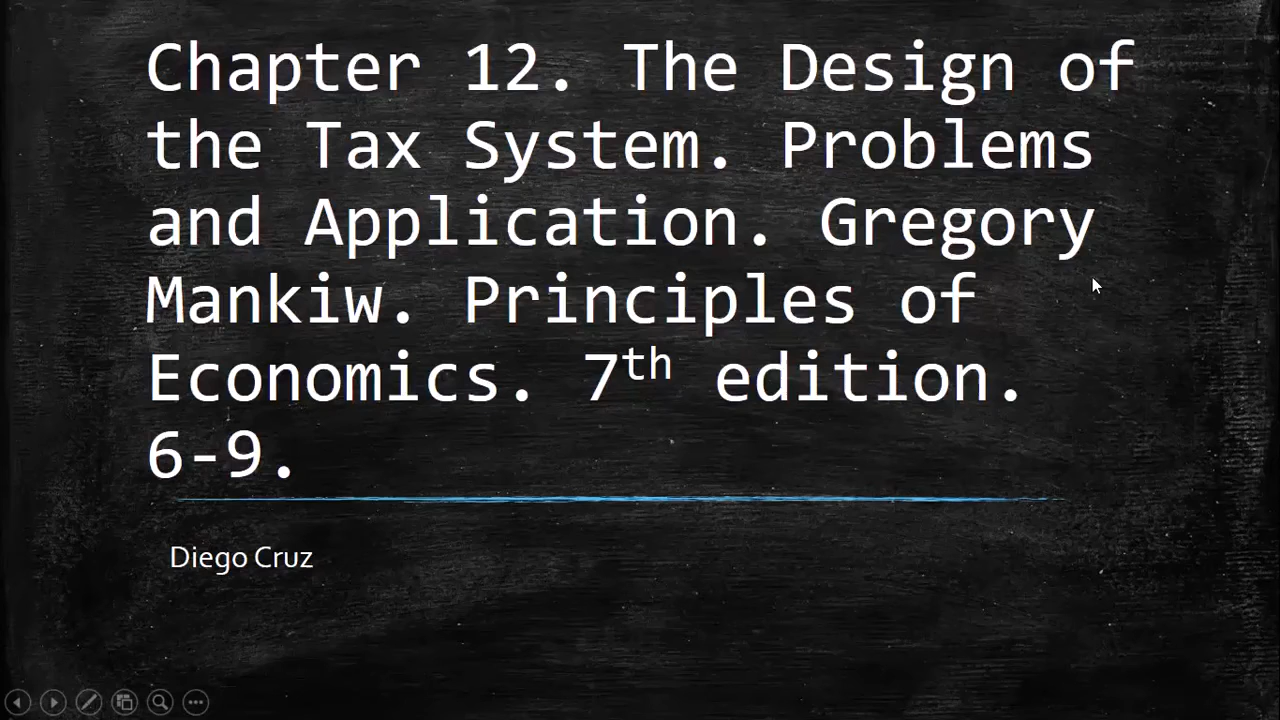 Chapter 12. The Design of
the Tax System. Problems
and Application. Gregory
Mankiw. Principles of
Economics. 7th edition.
6-9.
Diego Cruz